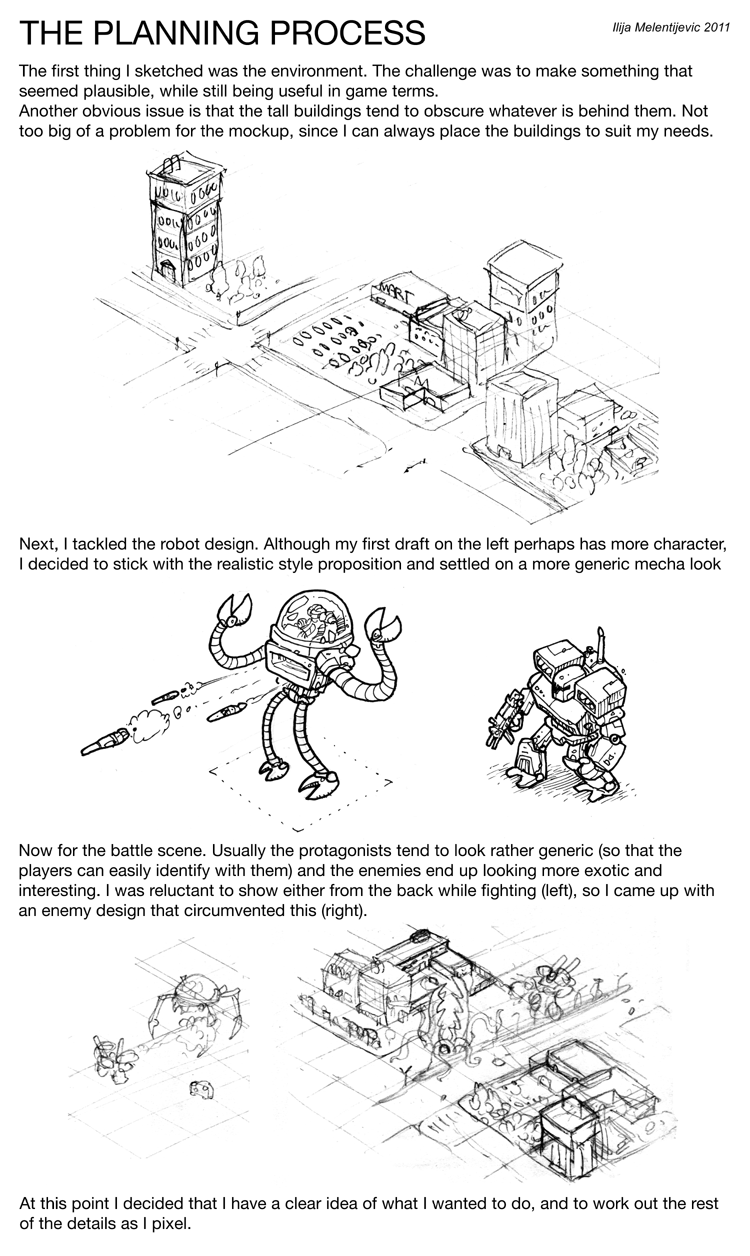 THE PLANNING PROCESS
Ilija Melentijevic 2011
The first thing I sketched was the environment. The challenge was to make something that
seemed plausible, while still being useful in game terms.
Another obvious issue is that the tall buildings tend to obscure whatever is behind them. Not
too big of a problem for the mockup, since I can always place the buildings to suit my needs.
MART
Next, I tackled the robot design. Although my first draft on the left perhaps has more character,
I decided to stick with the realistic style proposition and settled on a more generic mecha look
Now for the battle scene. Usually the protagonists tend to look rather generic (so that the
players can easily identify with them) and the enemies end up looking more exotic and
interesting. I was reluctant to show either from the back while fighting (left), so I came up with
an enemy design that circumvented this (right).
At this point I decided that I have a clear idea of what I wanted to do, and to work out the rest
of the details as I pixel.